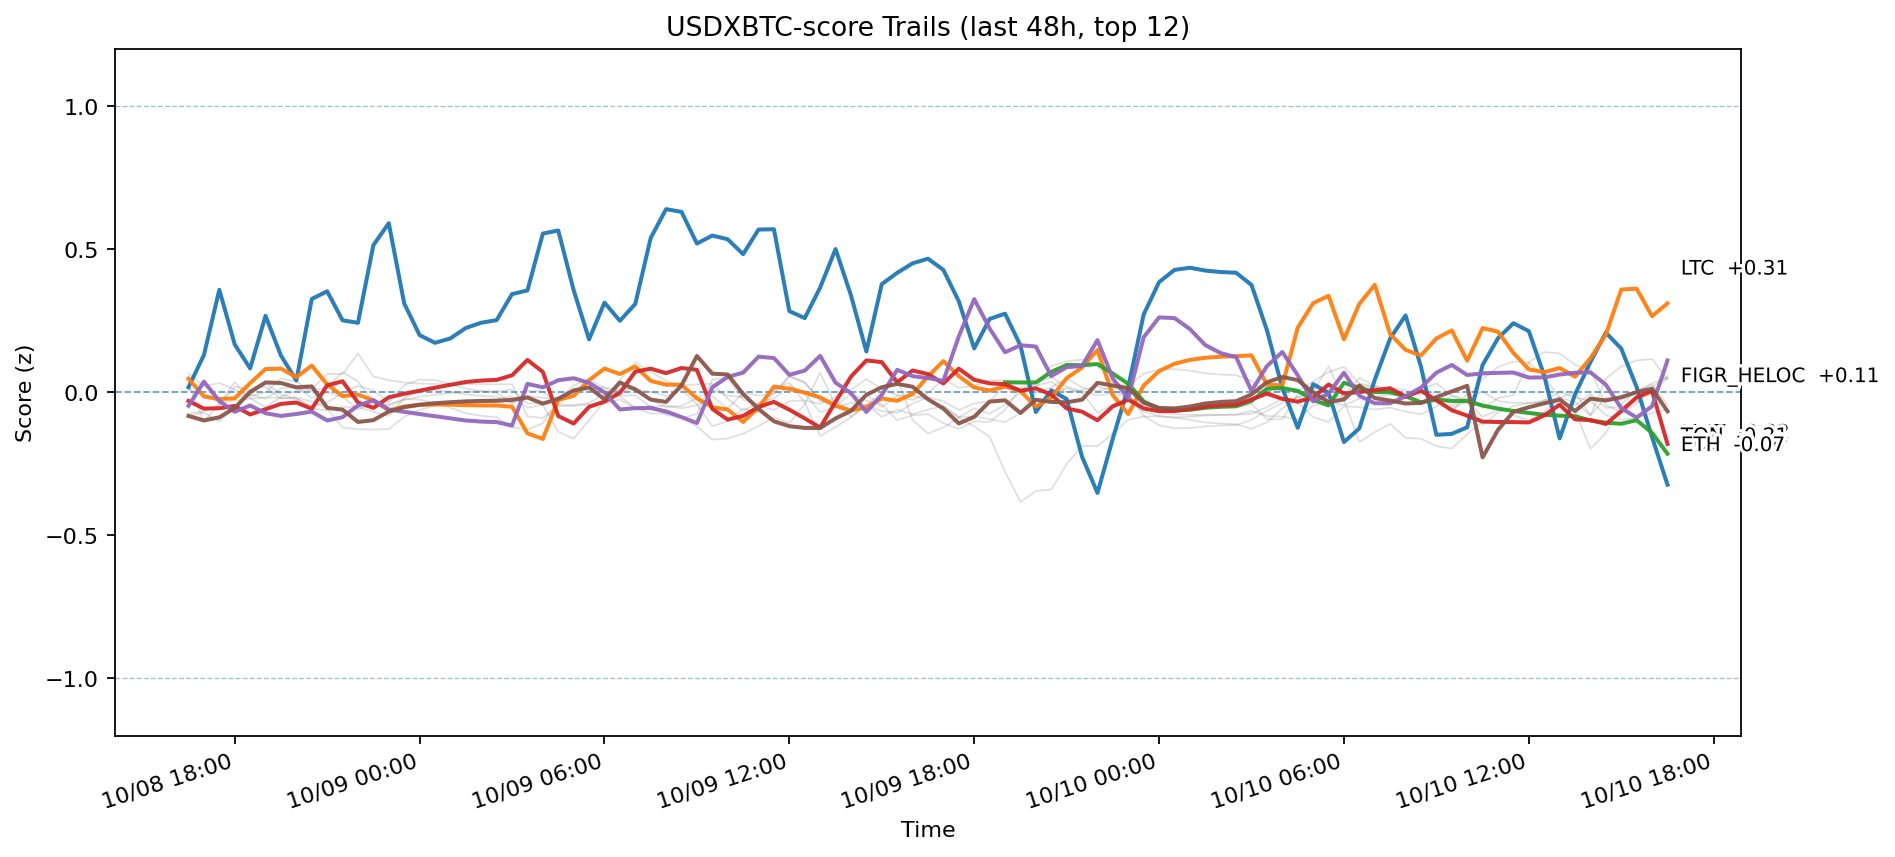 USDXBTC-score Trails (last 48h, top 12)
Score (z)
1.0
0.5
0.0
−0.5
−1.0
LTC +0.31
FIGR_HELOC +0.11
ETH -0.07
10/08 18:00
10/09 00:00
10/09 06:00
10/09 12:00
10/09 18:00
10/10 00:00
10/10 06:00
10/10 12:00
10/10 18:00
Time